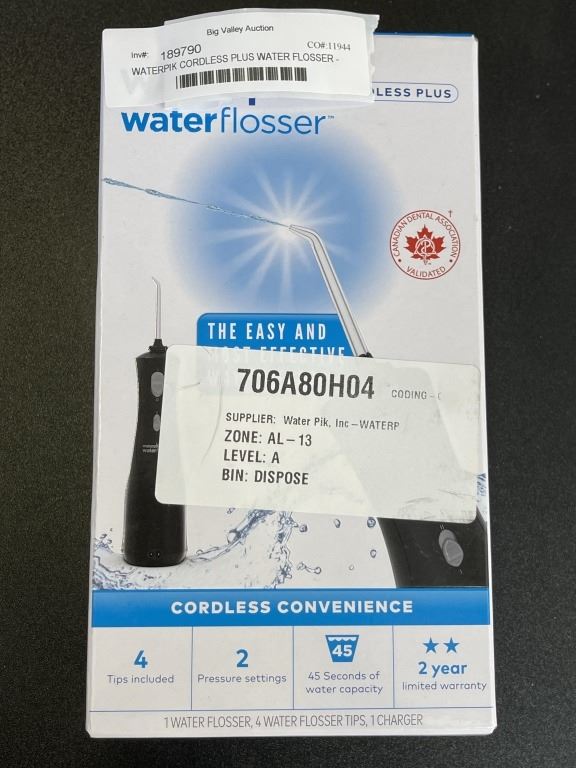 Big Valley Auction
Inv#: 189790 CO#:11944
WATERPIK CORDLESS PLUS WATER FLOSSER -
DLESS PLUS
waterflosser™
CANADIAN DENTAL ASSOCIATION †
VALIDATED
THE EASY AND
MOST EFFECTIVE
706A80H04 CODING -
SUPPLIER: Water Pik, Inc-WATERP
ZONE: AL-13
LEVEL: A
BIN: DISPOSE
CORDLESS CONVENIENCE
4
Tips included
2
Pressure settings
45
45 Seconds of
water capacity
★★
2 year
limited warranty
1 WATER FLOSSER, 4 WATER FLOSSER TIPS, 1 CHARGER